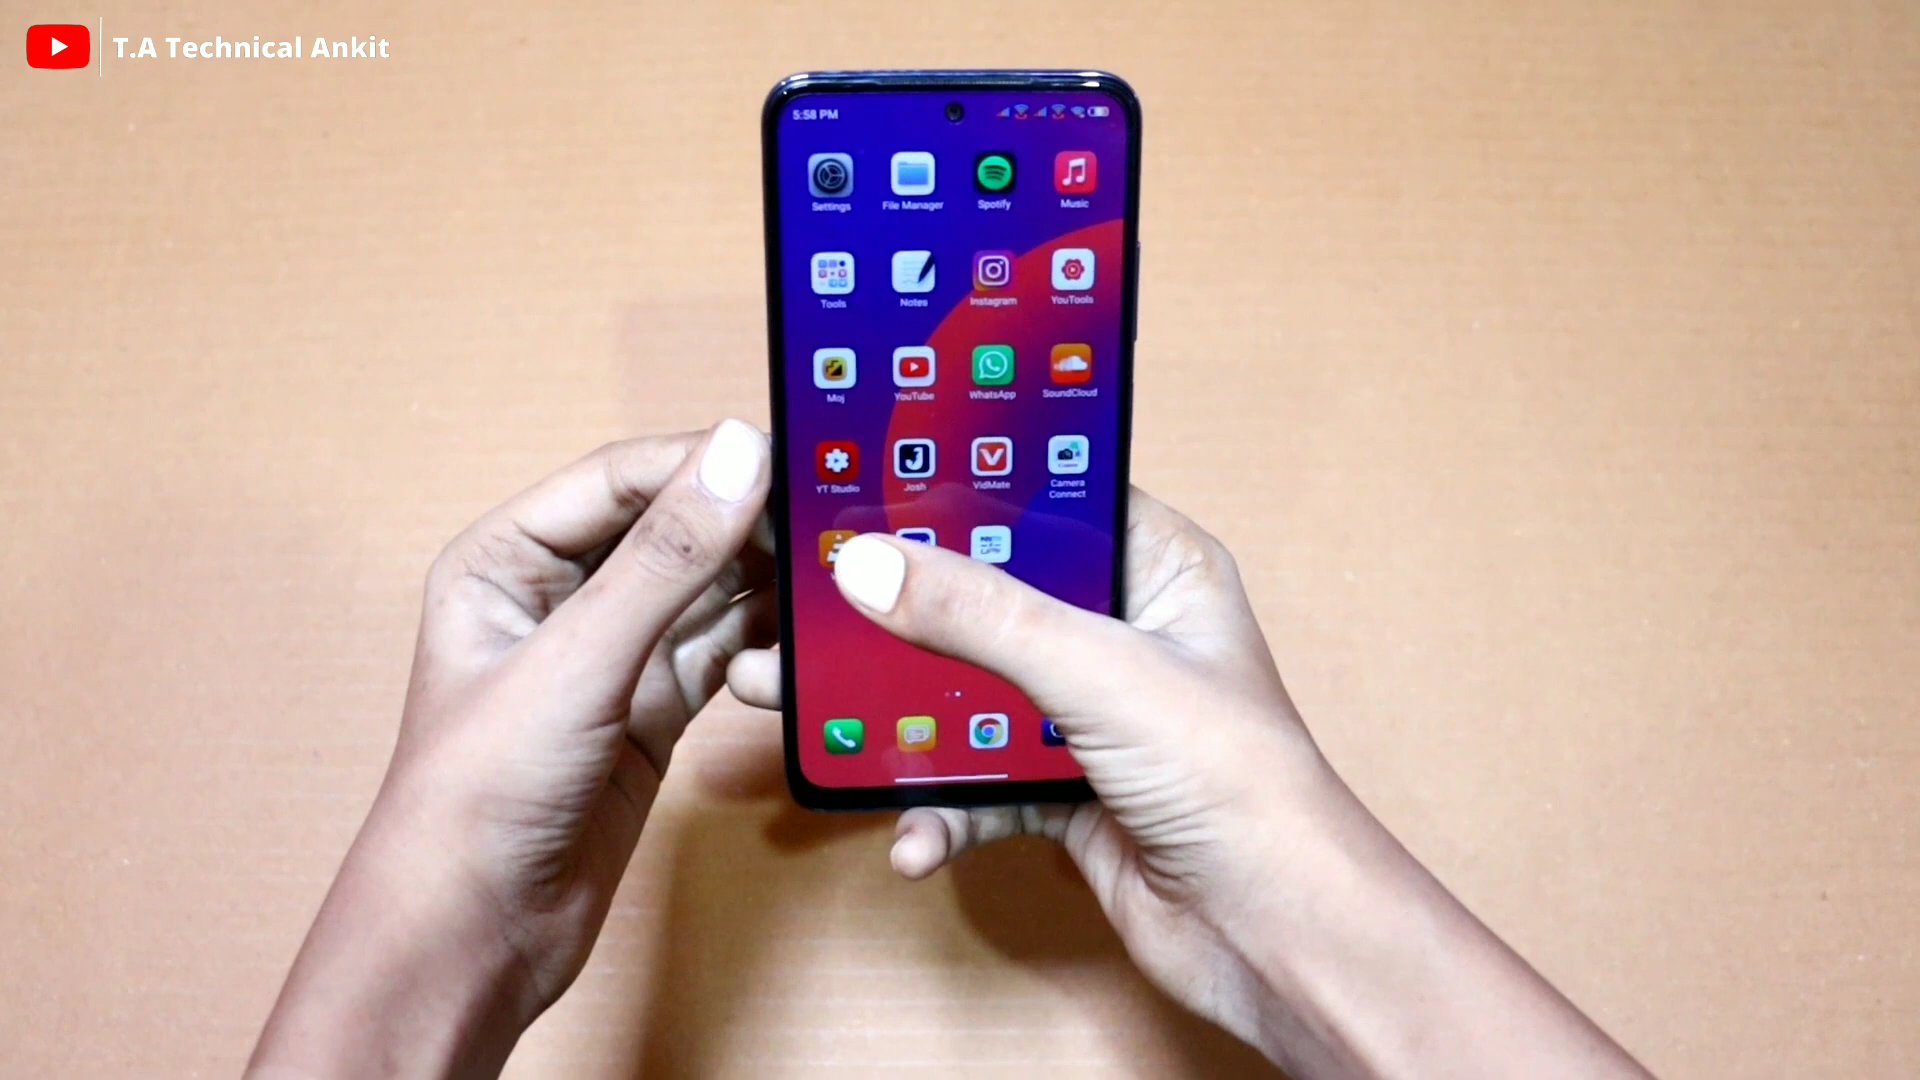 T.A Technical Ankit
5:58 PM
Settings
File Manager
Spotify
Music
Tools
Notes
Instagram
YouTools
Moj
YouTube
WhatsApp
SoundCloud
YT Studio
Josh
VidMate
Camera
Connect